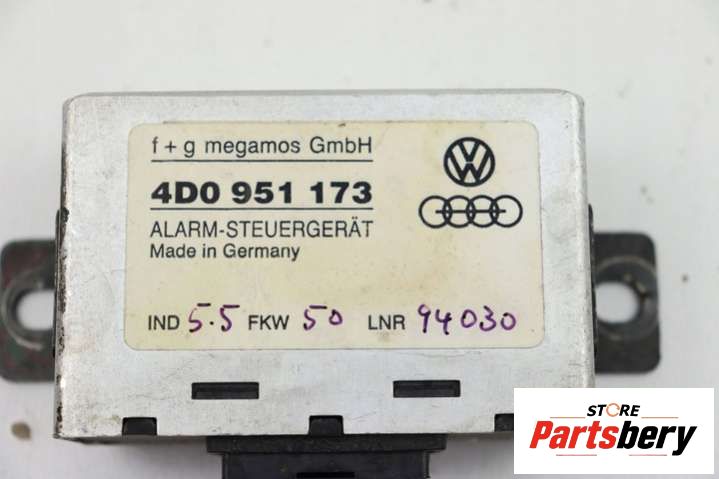 f + g megamos GmbH
4D0 951 173
ALARM-STEUERGERÄT
Made in Germany
IND 5.5 FKW 50 LNR 94030
STORE
Partsbery